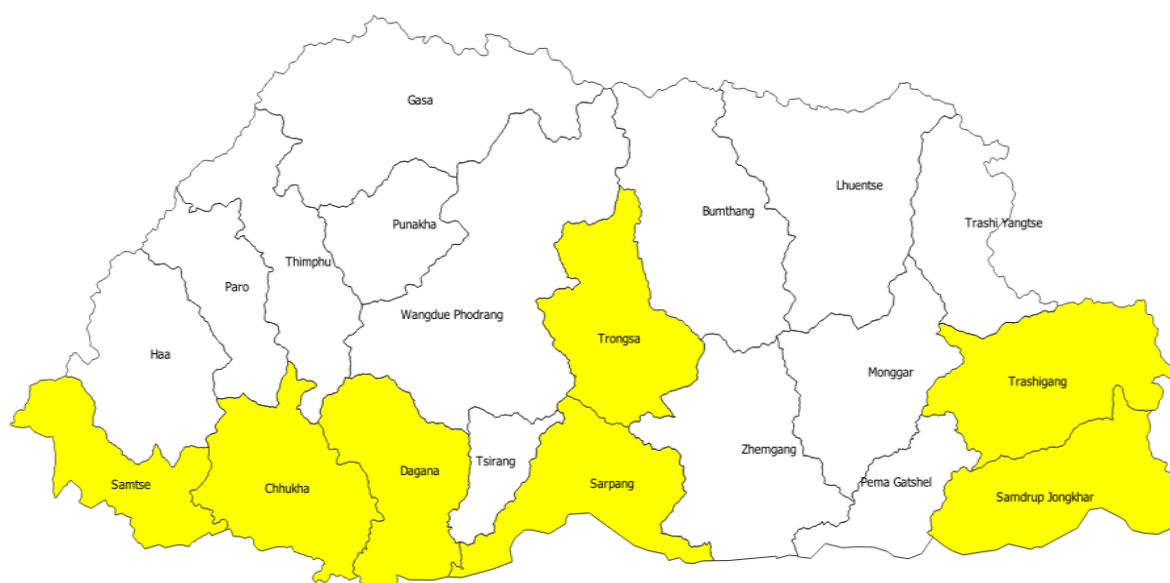 Gasa
Lhuentse
Bumthang
Punakha
Trashi Yangtse
Thimphu
Paro
Wangdue Phodrang
Trongsa
Haa
Monggar
Trashigang
Zhemgang
Tsirang
Dagana
Pema Gatshel
Sarpang
Samtse
Chhukha
Samdrup Jongkhar